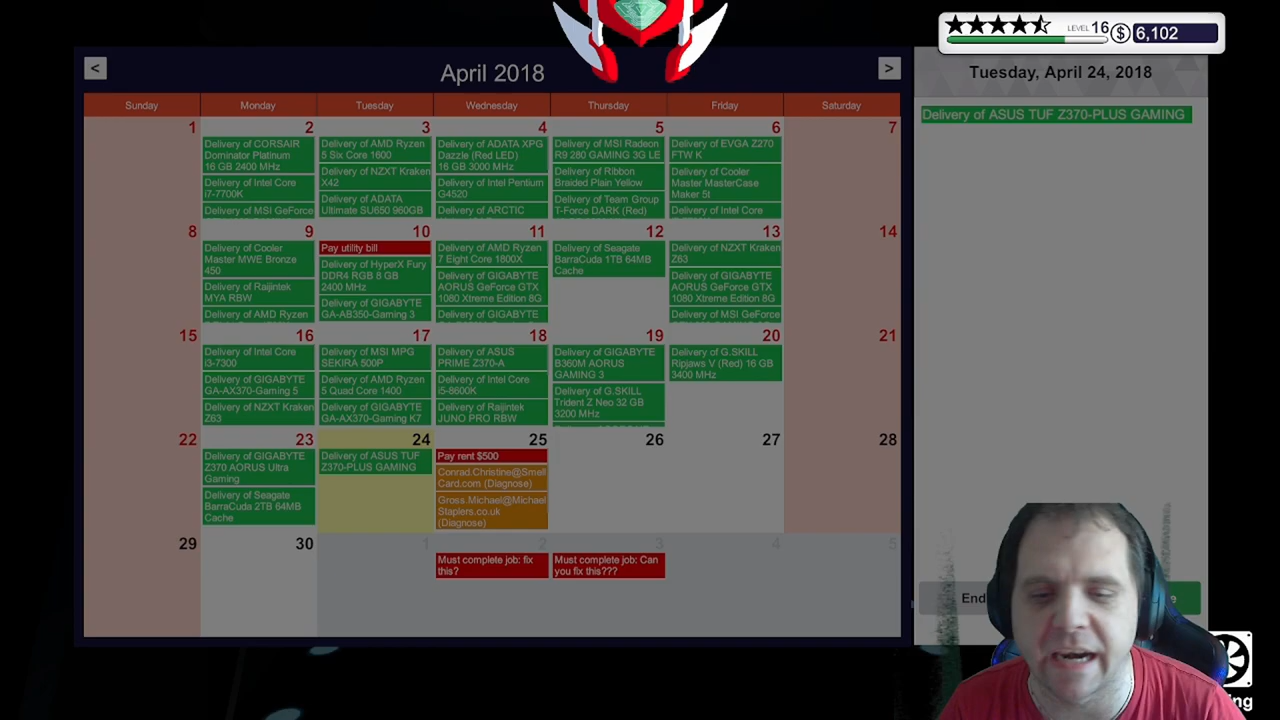 LEVEL 16 $ 6,102
< April 2018 >
Tuesday, April 24, 2018
Delivery of ASUS TUF Z370-PLUS GAMING
Sunday Monday Tuesday Wednesday Thursday Friday Saturday
1
2
Delivery of CORSAIR
Dominator Platinum
16 GB 2400 MHz
Delivery of Intel Core
i7-7700K
Delivery of MSI GeForce
3
Delivery of AMD Ryzen
5 Six Core 1600
Delivery of NZXT Kraken
X42
Delivery of ADATA
Ultimate SU650 960GB
4
Delivery of ADATA XPG
Dazzle (Red LED)
16 GB 3000 MHz
Delivery of Intel Pentium
G4520
Delivery of ARCTIC
5
Delivery of MSI Radeon
R9 280 GAMING 3G LE
Delivery of Ribbon
Braided Plain Yellow
Delivery of Team Group
T-Force DARK (Red)
6
Delivery of EVGA Z270
FTW K
Delivery of Cooler
Master MasterCase
Maker 5t
Delivery of Intel Core
7
8
9
Delivery of Cooler
Master MWE Bronze
450
Delivery of Raijintek
MYA RBW
Delivery of AMD Ryzen
10
Pay utility bill
Delivery of HyperX Fury
DDR4 RGB 8 GB
2400 MHz
Delivery of GIGABYTE
GA-AB350-Gaming 3
11
Delivery of AMD Ryzen
7 Eight Core 1800X
Delivery of GIGABYTE
AORUS GeForce GTX
1080 Xtreme Edition 8G
Delivery of GIGABYTE
12
Delivery of Seagate
BarraCuda 1TB 64MB
Cache
13
Delivery of NZXT Kraken
Z63
Delivery of GIGABYTE
AORUS GeForce GTX
1080 Xtreme Edition 8G
Delivery of MSI GeForce
14
15
16
Delivery of Intel Core
i3-7300
Delivery of GIGABYTE
GA-AX370-Gaming 5
Delivery of NZXT Kraken
Z63
17
Delivery of MSI MPG
SEKIRA 500P
Delivery of AMD Ryzen
5 Quad Core 1400
Delivery of GIGABYTE
GA-AX370-Gaming K7
18
Delivery of ASUS
PRIME Z370-A
Delivery of Intel Core
i5-8600K
Delivery of Raijintek
JUNO PRO RBW
19
Delivery of GIGABYTE
B360M AORUS
GAMING 3
Delivery of G.SKILL
Trident Z Neo 32 GB
3200 MHz
20
Delivery of G.SKILL
Ripjaws V (Red) 16 GB
3400 MHz
21
22
23
Delivery of GIGABYTE
Z370 AORUS Ultra
Gaming
Delivery of Seagate
BarraCuda 2TB 64MB
Cache
24
Delivery of ASUS TUF
Z370-PLUS GAMING
25
Pay rent $500
Conrad.Christine@Smell
Card.com (Diagnose)
Gross.Michael@Michael
Staplers.co.uk
(Diagnose)
26
27
28
29
30
1
2
Must complete job: fix
this?
3
Must complete job: Can
you fix this???
4
5
End